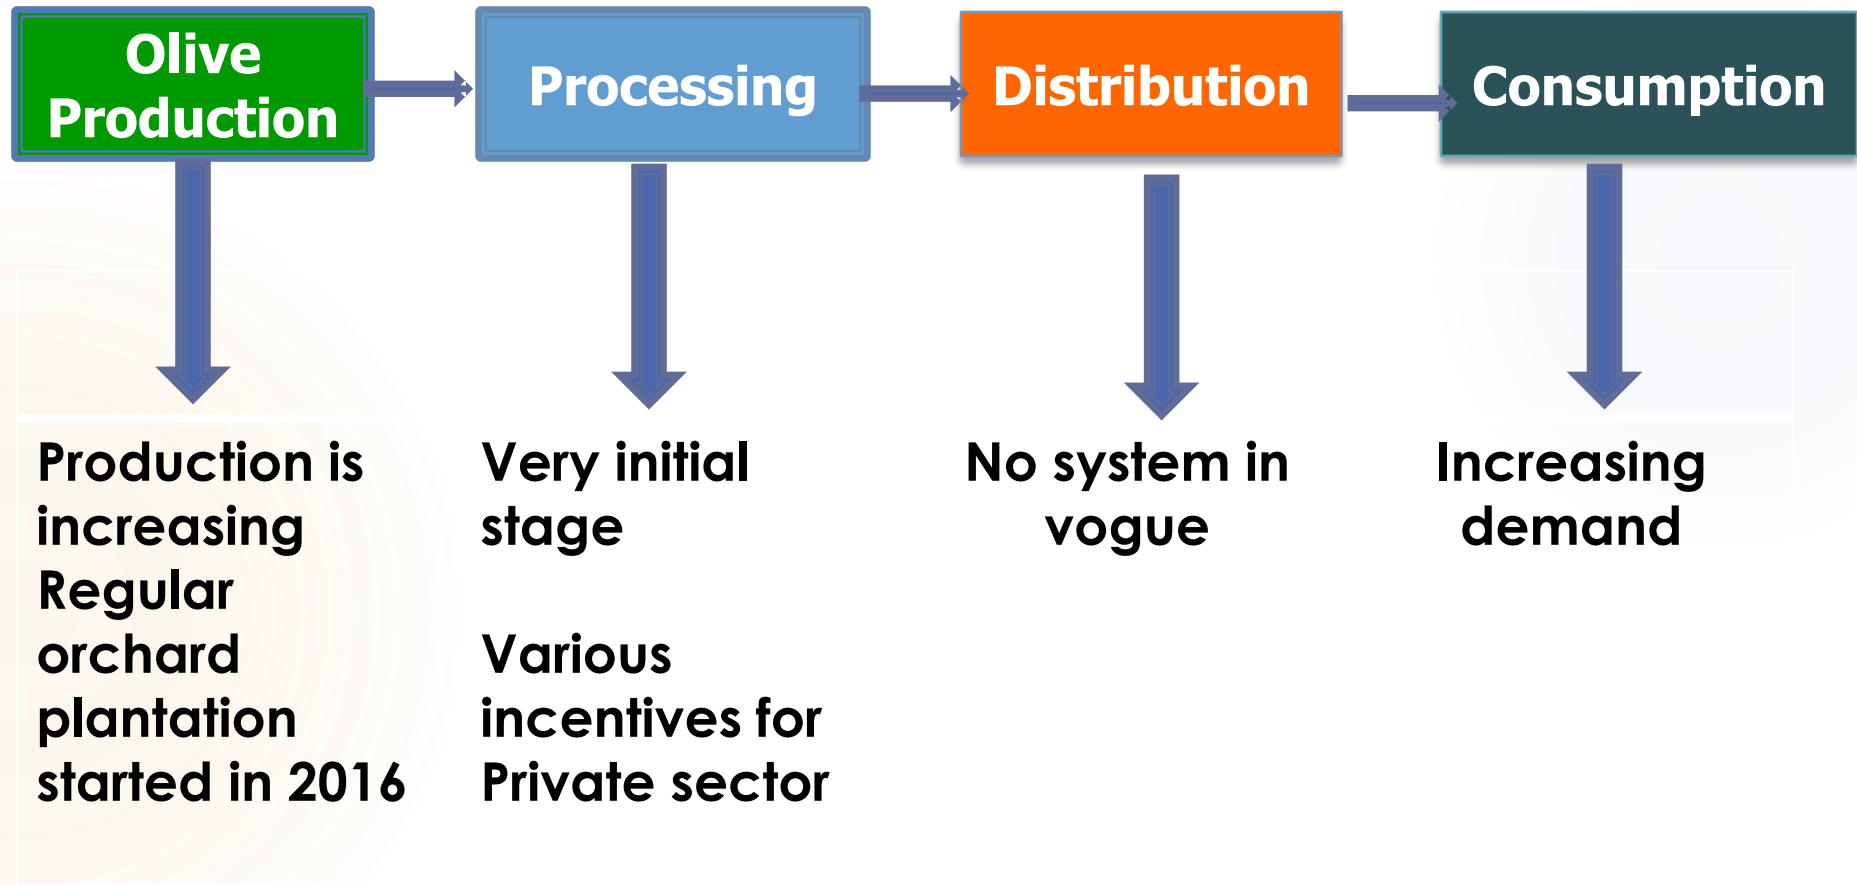 Olive
Production
Processing
Distribution
Consumption
Production is
increasing
Regular
orchard
plantation
started in 2016
Very initial
stage
Various
incentives for
Private sector
No system in
vogue
Increasing
demand